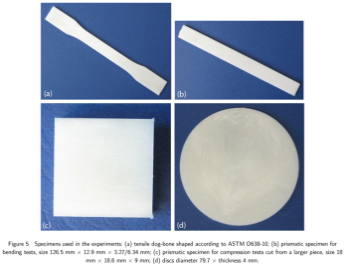 (a)
(b)
(c)
(d)
Figure 5 Specimens used in the experiments: (a) tensile dog-bone shaped according to ASTM D638-10; (b) prismatic specimen for
bending tests, size 126.5 mm × 12.9 mm × 3.27/6.34 mm; (c) prismatic specimen for compression tests cut from a larger piece, size 18
mm × 18.6 mm × 9 mm; (d) discs diameter 79.7 × thickness 4 mm.